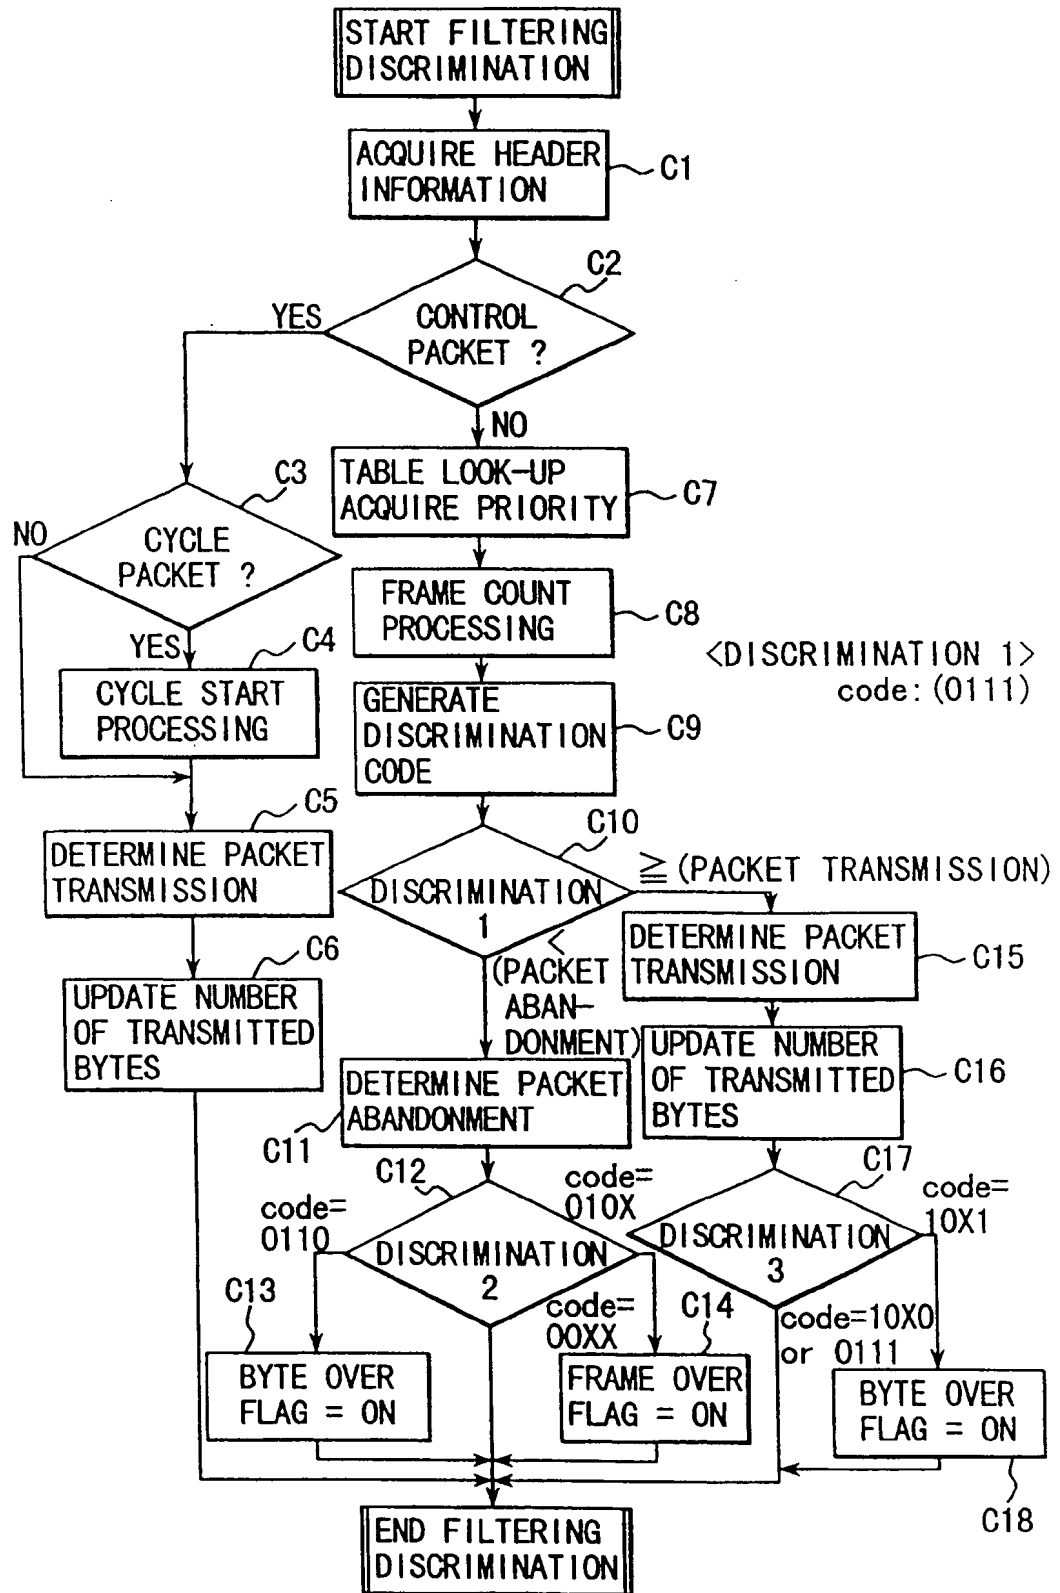 START FILTERING
DISCRIMINATION
ACQUIRE HEADER
INFORMATION
C1
C2
CONTROL
PACKET ?
YES
NO
C3
CYCLE
PACKET ?
NO
YES
C4
CYCLE START
PROCESSING
C5
DETERMINE PACKET
TRANSMISSION
C6
UPDATE NUMBER
OF TRANSMITTED
BYTES
TABLE LOOK-UP
ACQUIRE PRIORITY
C7
FRAME COUNT
PROCESSING
C8
<DISCRIMINATION 1>
code:(0111)
GENERATE
DISCRIMINATION
CODE
C9
C10
DISCRIMINATION
1
≧(PACKET TRANSMISSION)
<
(PACKET
ABAN-
DONMENT)
DETERMINE PACKET
TRANSMISSION
C15
UPDATE NUMBER
OF TRANSMITTED
BYTES
C16
DETERMINE PACKET
ABANDONMENT
C11
C12
DISCRIMINATION
2
code=
0110
code=
010X
code=
00XX
C13
BYTE OVER
FLAG = ON
C14
FRAME OVER
FLAG = ON
C17
DISCRIMINATION
3
code=
10X1
code=10X0
or 0111
BYTE OVER
FLAG = ON
C18
END FILTERING
DISCRIMINATION